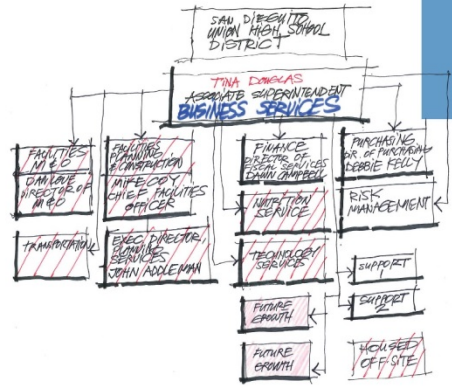 SAN DIEGUITO
UNION HIGH SCHOOL
DISTRICT
TINA DOUGLAS
ASSOCIATE SUPERINTENDENT
BUSINESS SERVICES
FACILITIES
M&O
DIRECTOR OF
M&O
TRANSPORTATION
FACILITIES
PLANNING
& CONSTRUCTION
MIKE COY
CHIEF FACILITIES
OFFICER
EXEC. DIRECTOR,
PLANNING
SERVICES
JOHN ADDLEMAN
FINANCE
DIRECTOR OF
FISCAL SERVICES
DAWN CAMPBELL
NUTRITION
SERVICE
TECHNOLOGY
SERVICES
FUTURE
GROWTH
FUTURE
GROWTH
PURCHASING
DIR. OF PURCHASING
DEBBIE KELLY
RISK
MANAGEMENT
SUPPORT
1
SUPPORT
2
HOUSED
OFF-SITE